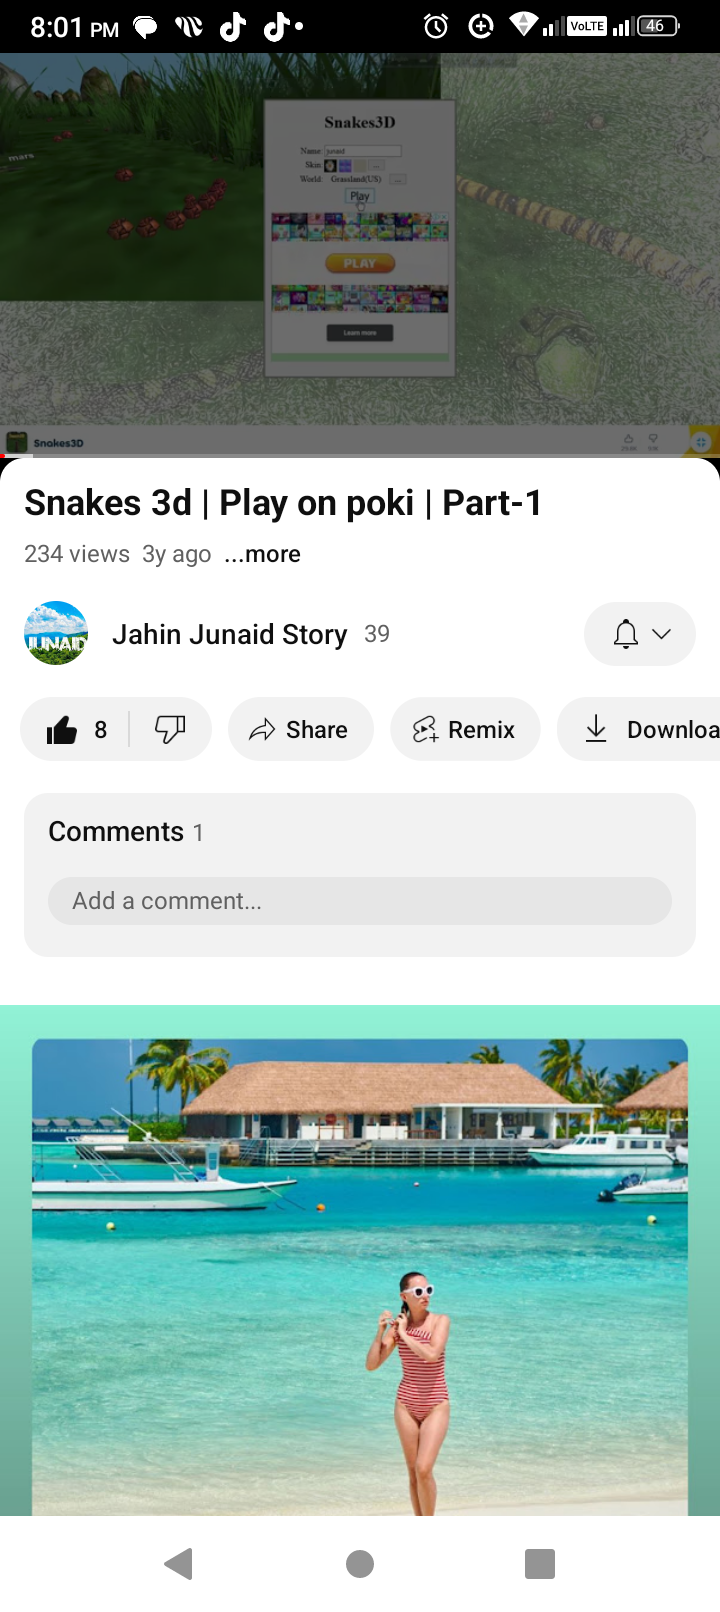 8:01 PM
VoLTE
46
mars
Snakes3D
Name: junaid
Skin:
World: Grassland(US)
Play
PLAY
Learn more
Snakes3D
Snakes 3d | Play on poki | Part-1
234 views 3y ago ...more
JUNAID
Jahin Junaid Story 39
8
Share
Remix
Downloa
Comments 1
Add a comment...